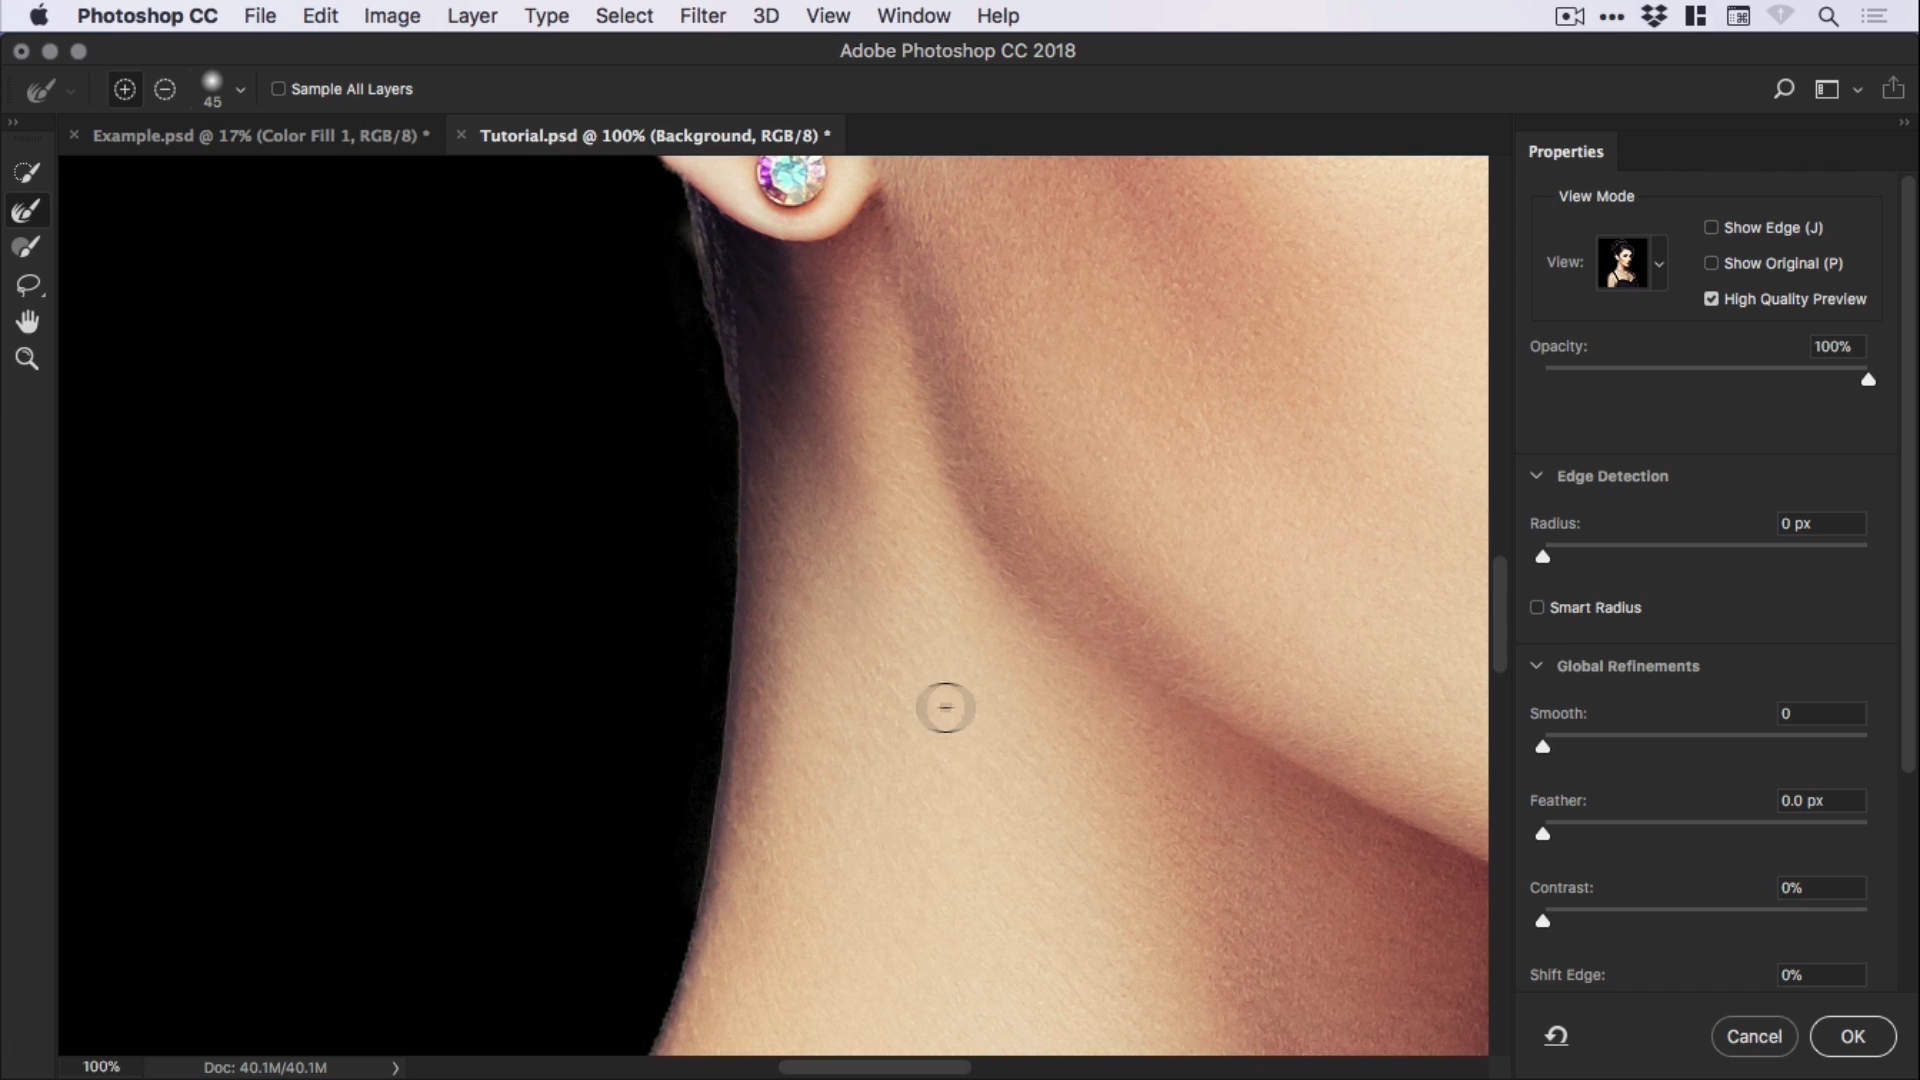 Photoshop CC File Edit Image Layer Type Select Filter 3D View Window Help
Adobe Photoshop CC 2018
45
Sample All Layers
Example.psd @ 17% (Color Fill 1, RGB/8) *
Tutorial.psd @ 100% (Background, RGB/8) *
Properties
View Mode
View:
Show Edge (J)
Show Original (P)
High Quality Preview
Opacity: 100%
Edge Detection
Radius: 0 px
Smart Radius
Global Refinements
Smooth: 0
Feather: 0.0 px
Contrast: 0%
Shift Edge: 0%
Cancel OK
100% Doc: 40.1M/40.1M